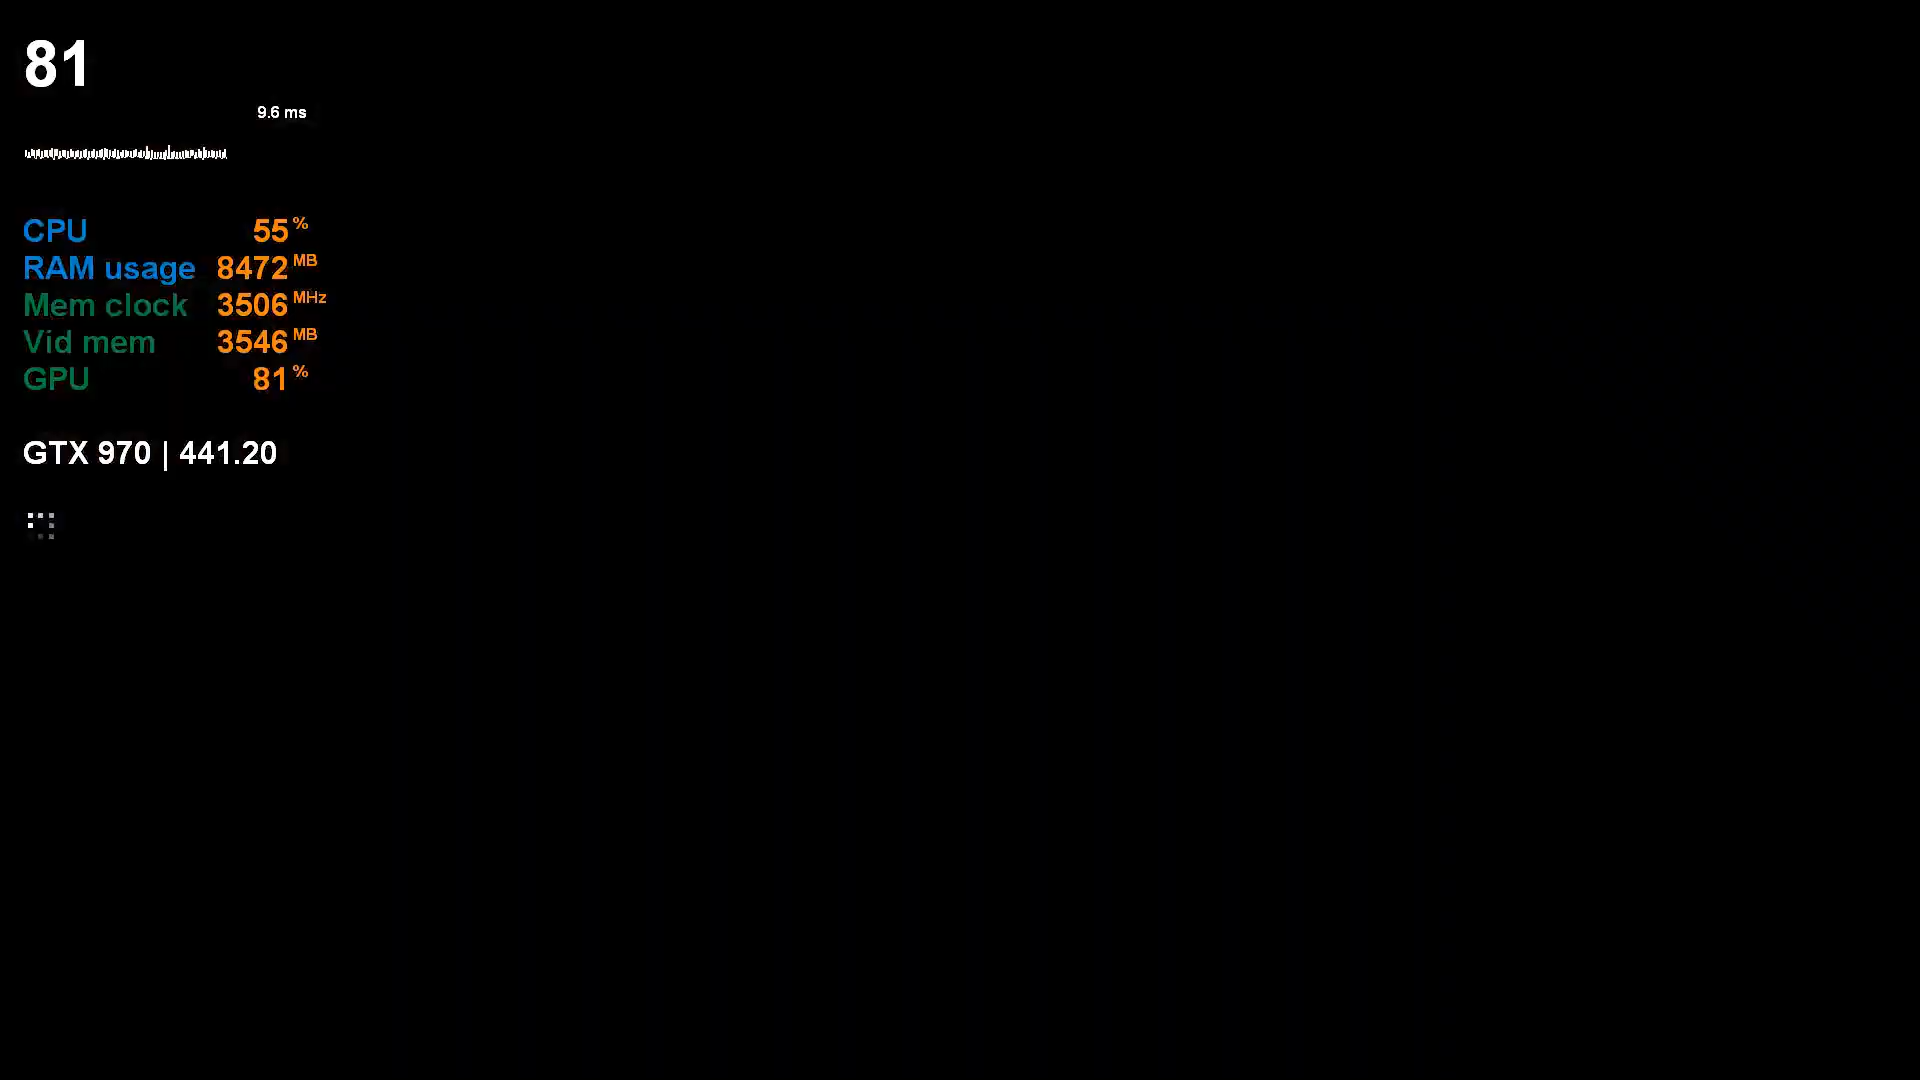 81
9.6 ms
CPU 55 %
RAM usage 8472 MB
Mem clock 3506 MHz
Vid mem 3546 MB
GPU 81 %
GTX 970 | 441.20